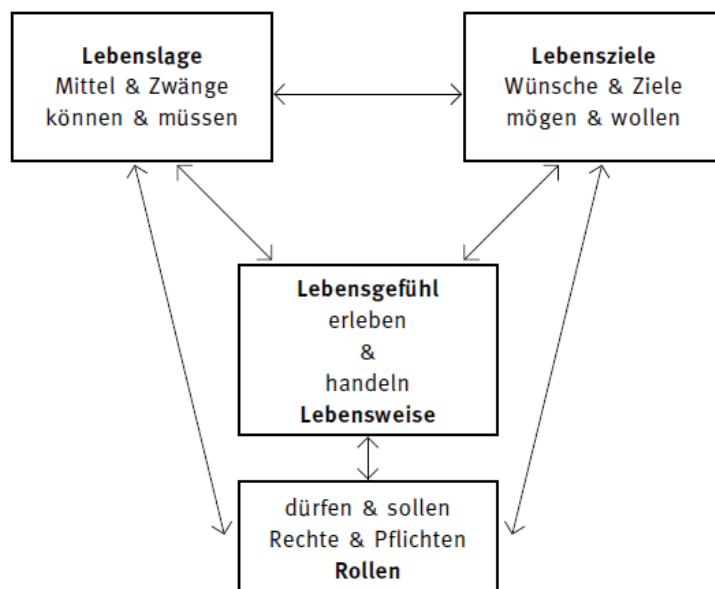 Lebenslage
Mittel & Zwänge
können & müssen
Lebensziele
Wünsche & Ziele
mögen & wollen
Lebensgefühl
erleben
&
handeln
Lebensweise
dürfen & sollen
Rechte & Pflichten
Rollen